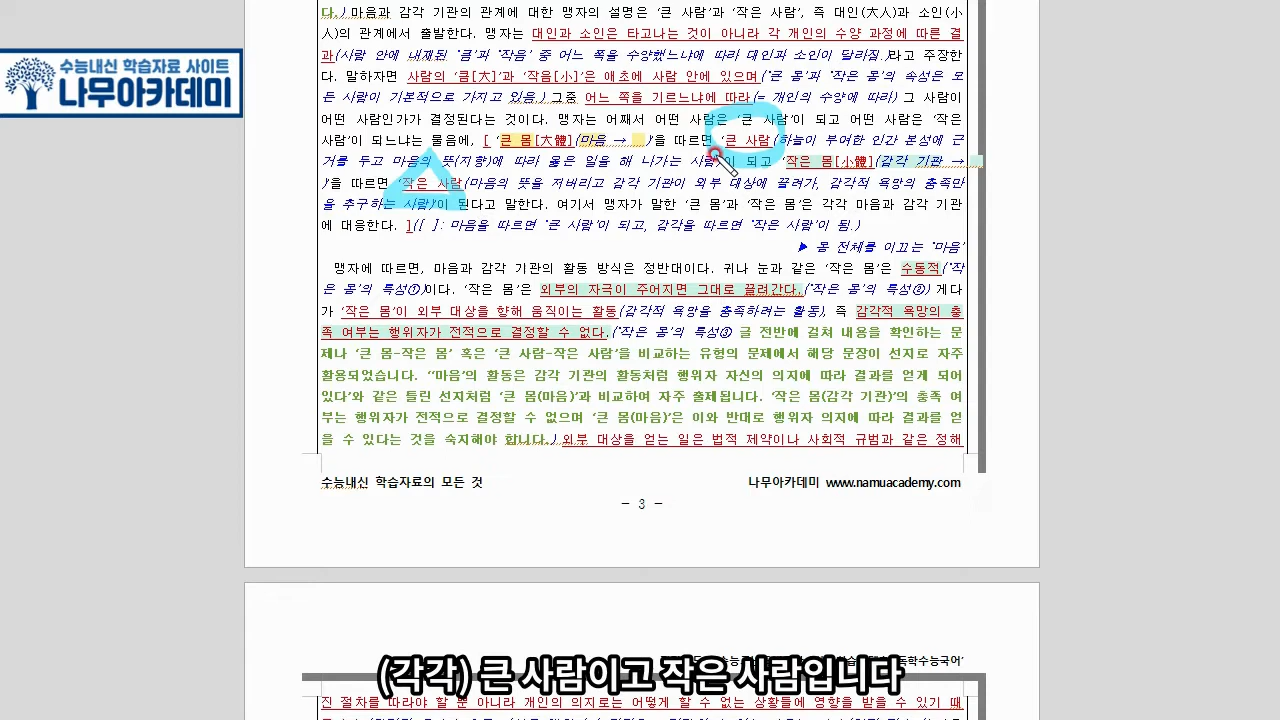 다.) 마음과 감각 기관의 관계에 대한 맹자의 설명은 ‘큰 사람’과 ‘작은 사람’, 즉 대인(大人)과 소인(小
人)의 관계에서 출발한다. 맹자는 대인과 소인은 타고나는 것이 아니라 각 개인의 수양 과정에 따른 결
과(사람 안에 내재된 ‘큼’과 ‘작음’ 중 어느 쪽을 수양했느냐에 따라 대인과 소인이 달라짐.)라고 주장한
수능내신 학습자료 사이트
나무아카데미
다. 말하자면 사람의 ‘큼[大]’과 ‘작음[小]’은 애초에 사람 안에 있으며(‘큰 몸’과 ‘작은 몸’의 속성은 모
든 사람이 기본적으로 가지고 있음.) 그중 어느 쪽을 기르느냐에 따라(= 개인의 수양에 따라) 그 사람이
어떤 사람인가가 결정된다는 것이다. 맹자는 어째서 어떤 사람은 ‘큰 사람’이 되고 어떤 사람은 ‘작은
사람’이 되느냐는 물음에, [ ‘큰 몸[大體](마음 → )’을 따르면 ‘큰 사람(하늘이 부여한 인간 본성에 근
거를 두고 마음의 뜻(지향)에 따라 옳은 일을 해 나가는 사람)’이 되고 ‘작은 몸[小體](감각 기관 →
)’을 따르면 ‘작은 사람(마음의 뜻을 저버리고 감각 기관이 외부 대상에 끌려가, 감각적 욕망의 충족만
을 추구하는 사람)’이 된다고 말한다. 여기서 맹자가 말한 ‘큰 몸’과 ‘작은 몸’은 각각 마음과 감각 기관
에 대응한다. ]([ ]: 마음을 따르면 ‘큰 사람’이 되고, 감각을 따르면 ‘작은 사람’이 됨.)
▶ 몸 전체를 이끄는 ‘마음’
맹자에 따르면, 마음과 감각 기관의 활동 방식은 정반대이다. 귀나 눈과 같은 ‘작은 몸’은 수동적(‘작
은 몸’의 특성①)이다. ‘작은 몸’은 외부의 자극이 주어지면 그대로 끌려간다.(‘작은 몸’의 특성②) 게다
가 ‘작은 몸’이 외부 대상을 향해 움직이는 활동(감각적 욕망을 충족하려는 활동), 즉 감각적 욕망의 충
족 여부는 행위자가 전적으로 결정할 수 없다.(‘작은 몸’의 특성③ 글 전반에 걸쳐 내용을 확인하는 문
제나 ‘큰 몸-작은 몸’ 혹은 ‘큰 사람-작은 사람’을 비교하는 유형의 문제에서 해당 문장이 선지로 자주
활용되었습니다. “‘마음’의 활동은 감각 기관의 활동처럼 행위자 자신의 의지에 따라 결과를 얻게 되어
있다’와 같은 틀린 선지처럼 ‘큰 몸(마음)’과 비교하여 자주 출제됩니다. ‘작은 몸(감각 기관)’의 충족 여
부는 행위자가 전적으로 결정할 수 없으며 ‘큰 몸(마음)’은 이와 반대로 행위자 의지에 따라 결과를 얻
을 수 있다는 것을 숙지해야 합니다.) 외부 대상을 얻는 일은 법적 제약이나 사회적 규범과 같은 정해
수능내신 학습자료의 모든 것 나무아카데미 www.namuacademy.com
- 3 -
(각각) 큰 사람이고 작은 사람입니다
진 절차를 따라야 할 뿐 아니라 개인의 의지로는 어떻게 할 수 없는 상황들에 영향을 받을 수 있기 때